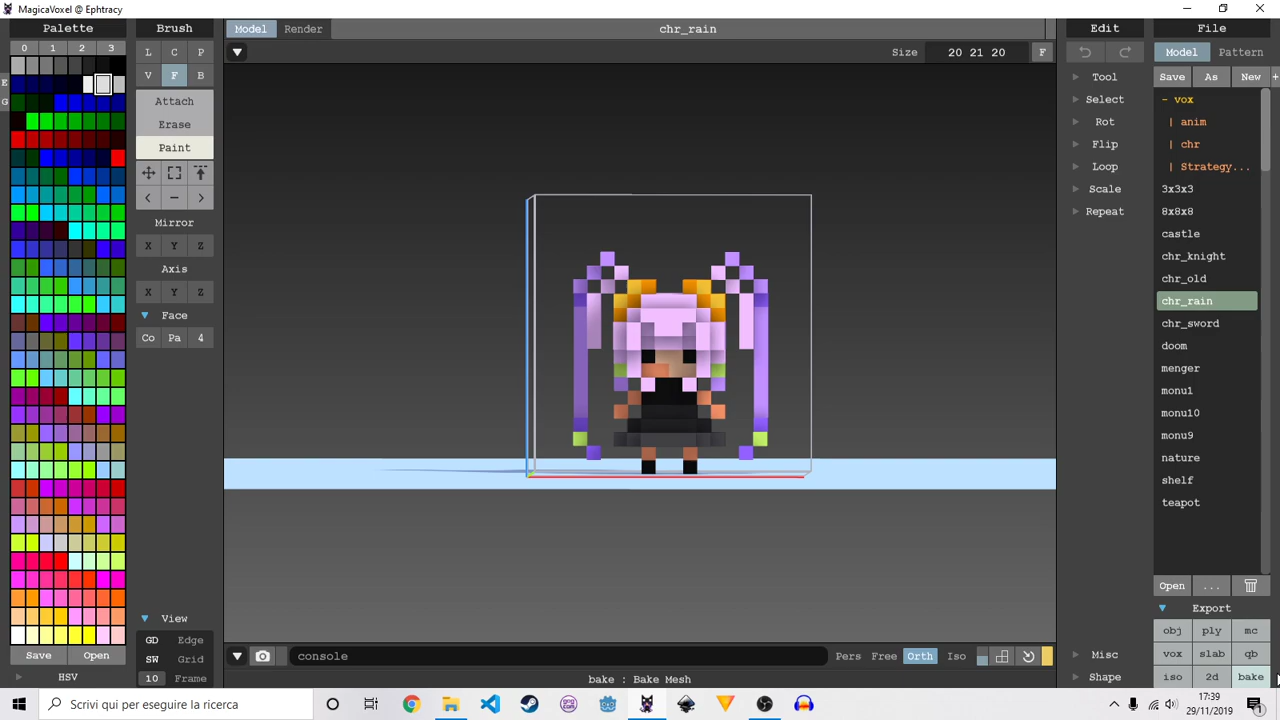 MagicaVoxel @ Ephtracy
Palette
0 1 2 3
E
G
Save Open
HSV
Brush
L C P
V F B
Attach
Erase
Paint
Mirror
X Y Z
Axis
X Y Z
Face
Co Pa 4
View
GD Edge
SW Grid
10 Frame
Model Render chr_rain
Size 20 21 20 F
console
Pers Free Orth Iso
bake : Bake Mesh
Edit
Tool
Select
Rot
Flip
Loop
Scale
Repeat
Misc
Shape
File
Model Pattern
Save As New +
- vox
| anim
| chr
| Strategy...
3x3x3
8x8x8
castle
chr_knight
chr_old
chr_rain
chr_sword
doom
menger
monu1
monu10
monu9
nature
shelf
teapot
Open ...
Export
obj ply mc
vox slab qb
iso 2d bake
Scrivi qui per eseguire la ricerca
17:39
29/11/2019
1